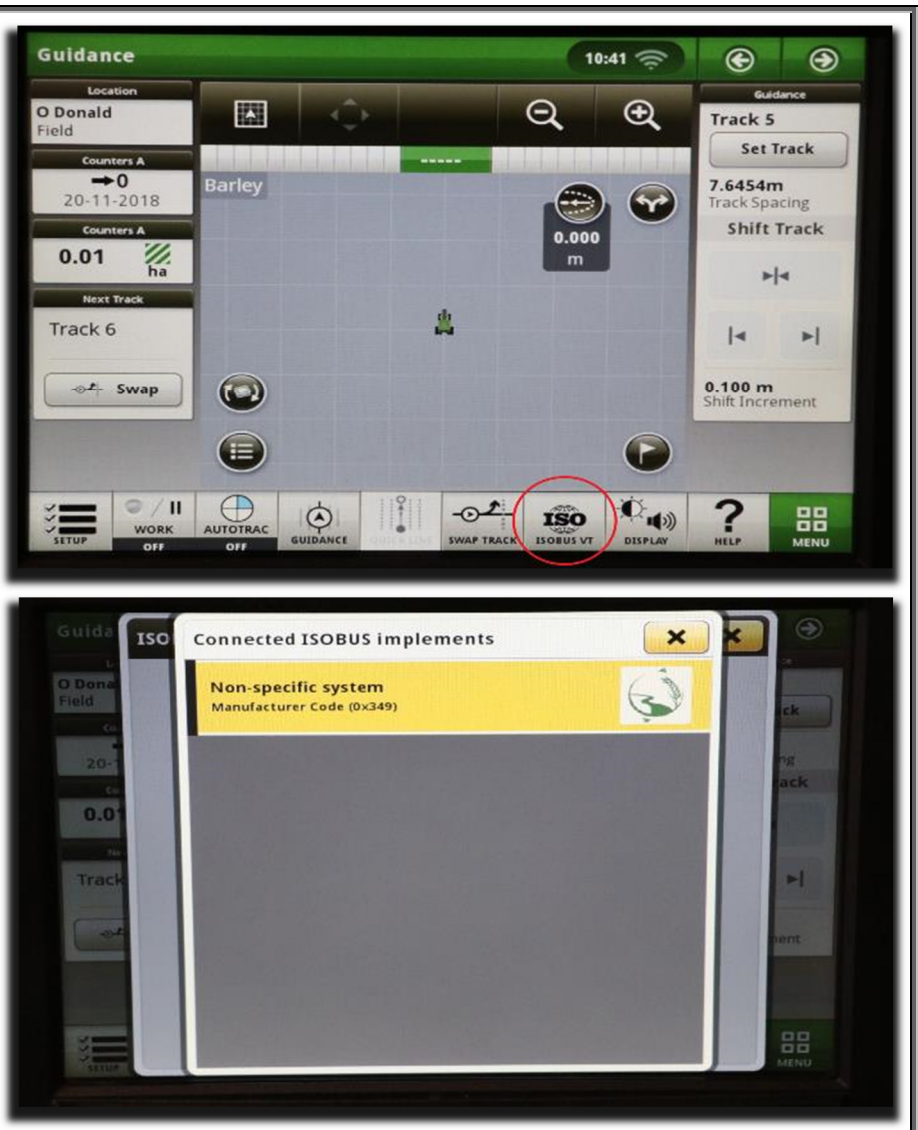 Guidance
10:41
Location
O Donald
Field
Counters A
0
20-11-2018
Counters A
0.01
ha
Next Track
Track 6
Swap
Barley
-----
0.000
m
Guidance
Track 5
Set Track
7.6454m
Track Spacing
Shift Track
0.100 m
Shift Increment
SETUP
WORK
OFF
AUTOTRAC
OFF
GUIDANCE
QUICK LINE
SWAP TRACK
ISO
ISOBUS VT
DISPLAY
?
HELP
MENU
Guida
ISO
Connected ISOBUS implements
O Dona
Field
Non-specific system
Manufacturer Code (0x349)
ck
20-1
ng
ack
0.01
Track
ment
SETUP
MENU